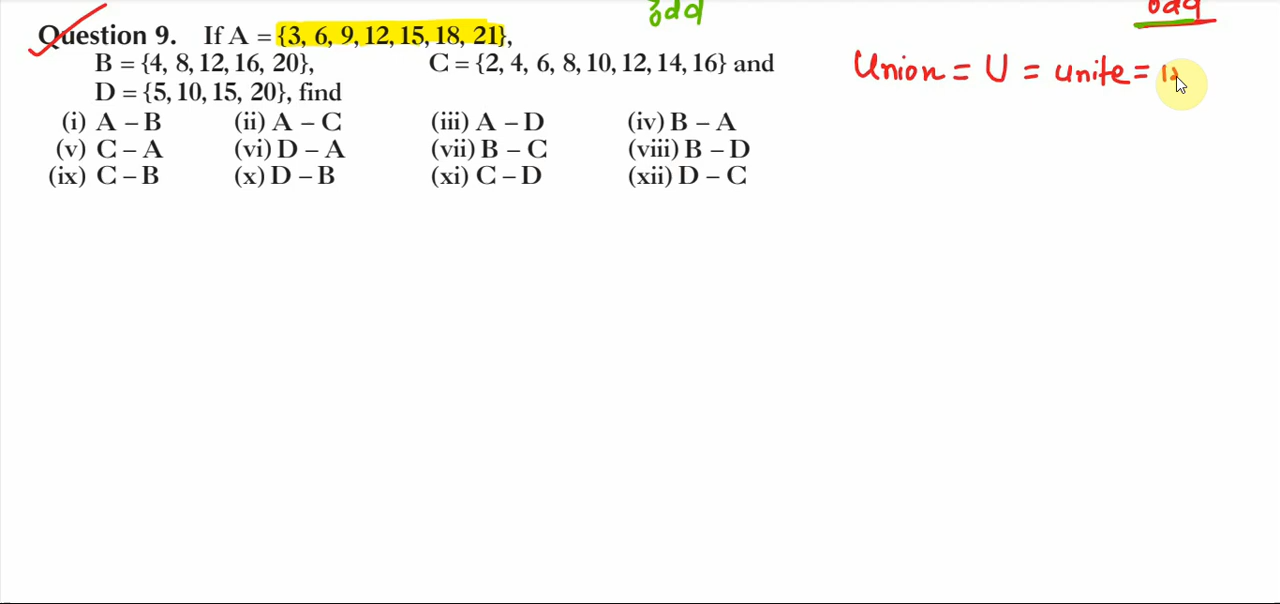 odd
odd
Question 9. If A = {3, 6, 9, 12, 15, 18, 21},
B = {4, 8, 12, 16, 20}, C = {2, 4, 6, 8, 10, 12, 14, 16} and
D = {5, 10, 15, 20}, find
Union = U = unite =
(i) A – B (ii) A – C (iii) A – D (iv) B – A
(v) C – A (vi) D – A (vii) B – C (viii) B – D
(ix) C – B (x) D – B (xi) C – D (xii) D – C